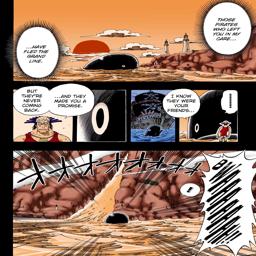 THOSE
PIRATES
WHO LEFT
YOU IN MY
CARE...
...HAVE
FLED THE
GRAND
LINE.
!
I KNOW
THEY WERE
YOUR
FRIENDS...
...AND THEY
MADE YOU A
PROMISE.
BUT
THEY'RE
NEVER
COMING
BACK.
!